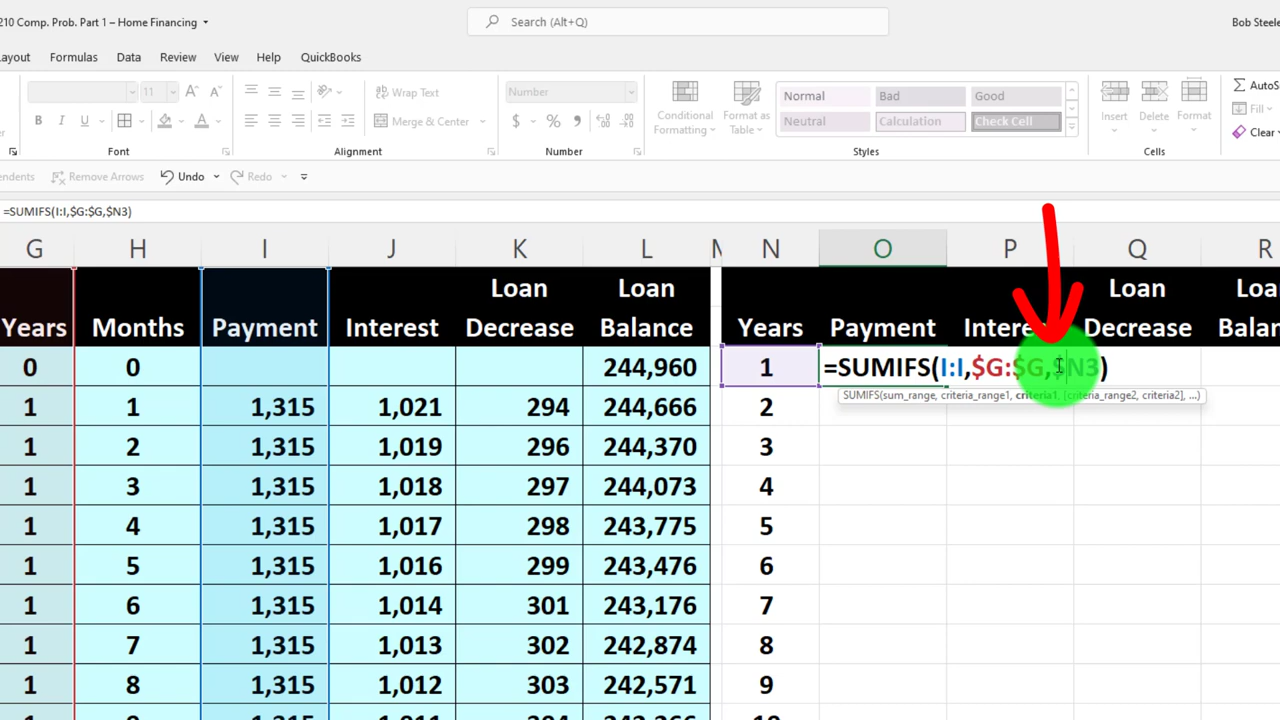 210 Comp. Prob. Part 1 – Home Financing
Search (Alt+Q)
Bob Steele
ayout Formulas Data Review View Help QuickBooks
11 A A Wrap Text Number Conditional Formatting Format as Table Normal Bad Good Insert Delete Format AutoS
B I U A Merge & Center $ % 9 Neutral Calculation Check Cell Fill Clear
Font Alignment Number Styles Cells
endents Remove Arrows Undo Redo
=SUMIFS(I:I,$G:$G,$N3)
G H I J K L M N O P Q R
Loan Loan Loan Loa
Years Months Payment Interest Decrease Balance Years Payment Intere Decrease Balan
0 0 244,960 1 =SUMIFS(I:I,$G:$G,$N3)
SUMIFS(sum_range, criteria_range1, criteria1, [criteria_range2, criteria2], ...)
1 1 1,315 1,021 294 244,666 2
1 2 1,315 1,019 296 244,370 3
1 3 1,315 1,018 297 244,073 4
1 4 1,315 1,017 298 243,775 5
1 5 1,315 1,016 299 243,476 6
1 6 1,315 1,014 301 243,176 7
1 7 1,315 1,013 302 242,874 8
1 8 1,315 1,012 303 242,571 9